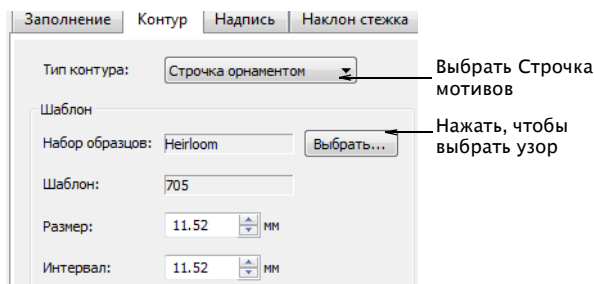 Заполнение Контур Надпись Наклон стежка
Тип контура: Строчка орнаментом
Выбрать Строчка
мотивов
Шаблон
Набор образцов: Heirloom Выбрать...
Нажать, чтобы
выбрать узор
Шаблон: 705
Размер: 11.52 мм
Интервал: 11.52 мм